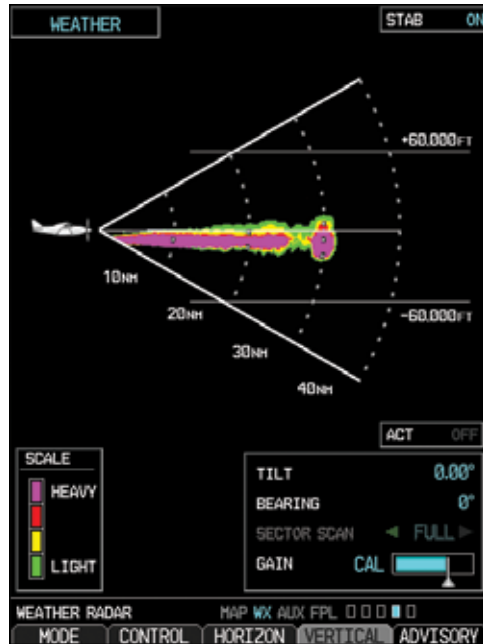 WEATHER
STAB ON
+60.000FT
10NM
20NM
-60.000FT
30NM
40NM
ACT OFF
SCALE
HEAVY
LIGHT
TILT 0.00°
BEARING 0°
SECTOR SCAN FULL
GAIN CAL
WEATHER RADAR MAP WX AUX FPL
MODE CONTROL HORIZON VERTICAL ADVISORY